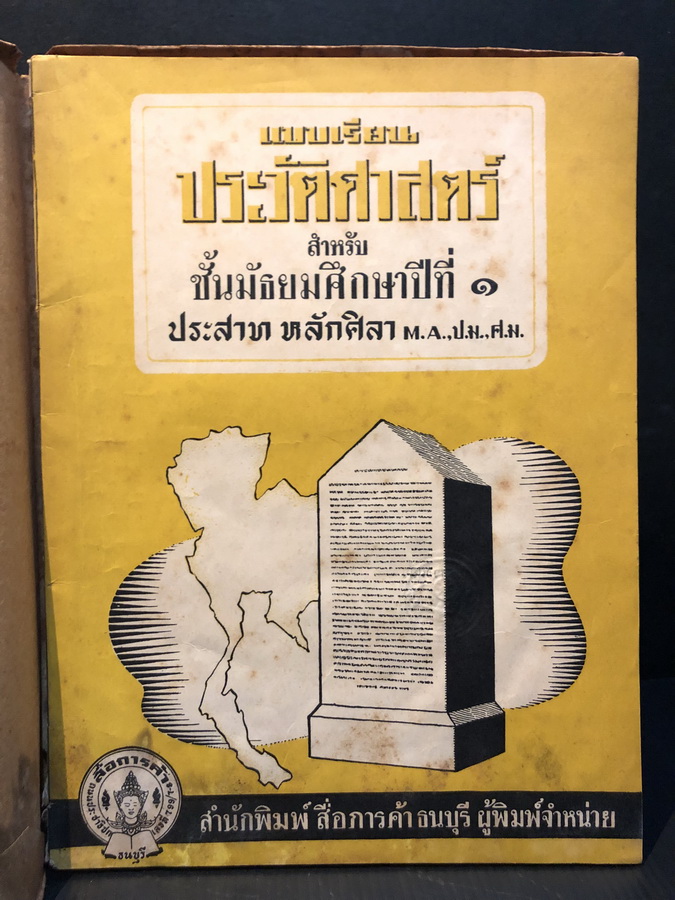 แบบเรียน
ประวัติศาสตร์
สำหรับ
ชั้นมัธยมศึกษาปีที่ ๑
ประสาท หลักศิลา M.A.,ป.ม.,ศ.ม.
สื่อการค้า
ธนบุรี
สำนักพิมพ์ สื่อการค้า ธนบุรี ผู้พิมพ์จำหน่าย